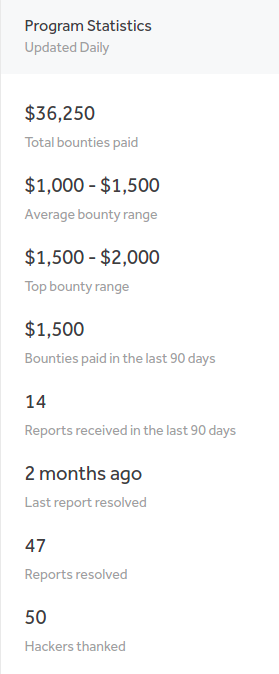 Program Statistics
Updated Daily
$36,250
Total bounties paid
$1,000 - $1,500
Average bounty range
$1,500 - $2,000
Top bounty range
$1,500
Bounties paid in the last 90 days
14
Reports received in the last 90 days
2 months ago
Last report resolved
47
Reports resolved
50
Hackers thanked